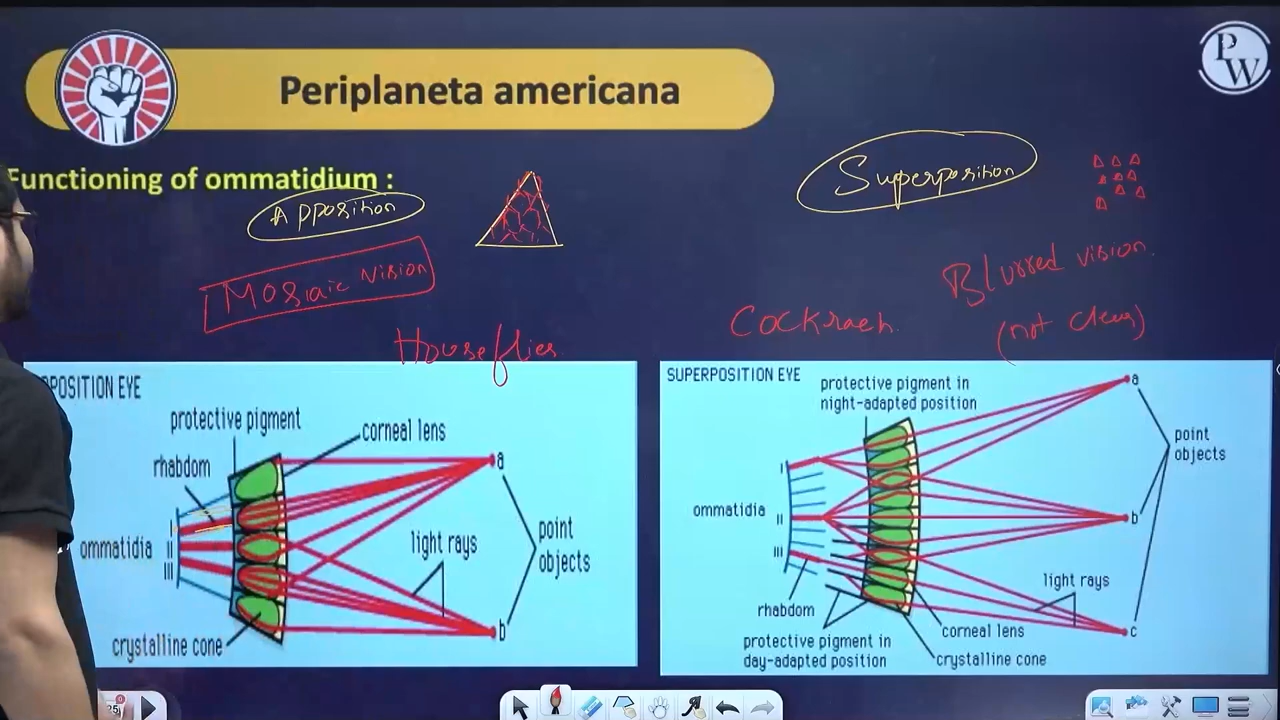 Periplaneta americana
PW
Functioning of ommatidium :
Apposition
Superposition
Mosaic Vision
Blurred vision.
Houseflies
Cockroach.
(not clear)
POSITION EYE
protective pigment
corneal lens
rhabdom
a
ommatidia
I
II
III
light rays
point
objects
b
crystalline cone
SUPERPOSITION EYE
protective pigment in
night-adapted position
a
point
objects
ommatidia
I
II
III
b
light rays
rhabdom
c
protective pigment in
day-adapted position
corneal lens
crystalline cone